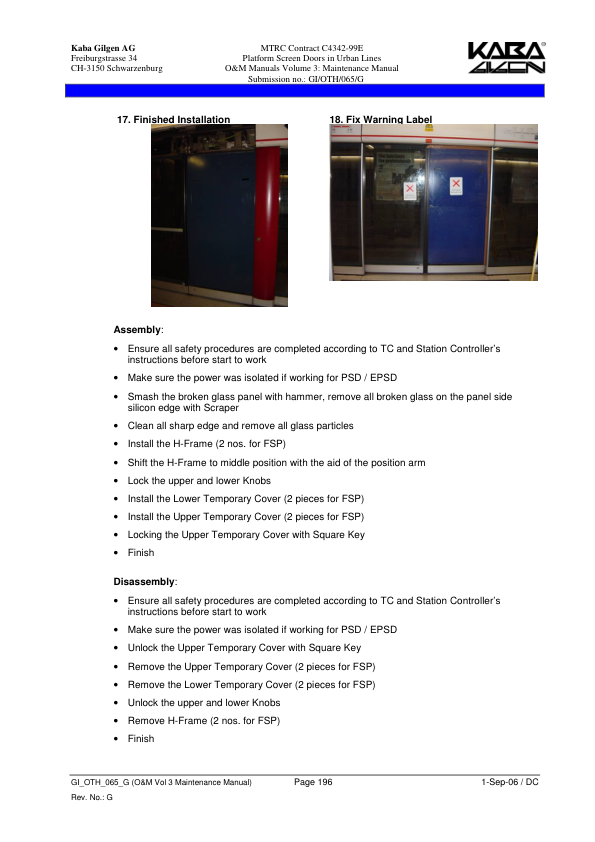 Kaba Gilgen AG
Freiburgstrasse 34
CH-3150 Schwarzenburg
MTRC Contract C4342-99E
Platform Screen Doors in Urban Lines
O&M Manuals Volume 3: Maintenance Manual
Submission no.: GI/OTH/065/G
KABA®
GILGEN
17. Finished Installation
18. Fix Warning Label
Assembly:
• Ensure all safety procedures are completed according to TC and Station Controller's
instructions before start to work
• Make sure the power was isolated if working for PSD / EPSD
• Smash the broken glass panel with hammer, remove all broken glass on the panel side
silicon edge with Scraper
• Clean all sharp edge and remove all glass particles
• Install the H-Frame (2 nos. for FSP)
• Shift the H-Frame to middle position with the aid of the position arm
• Lock the upper and lower Knobs
• Install the Lower Temporary Cover (2 pieces for FSP)
• Install the Upper Temporary Cover (2 pieces for FSP)
• Locking the Upper Temporary Cover with Square Key
• Finish
Disassembly:
• Ensure all safety procedures are completed according to TC and Station Controller's
instructions before start to work
• Make sure the power was isolated if working for PSD / EPSD
• Unlock the Upper Temporary Cover with Square Key
• Remove the Upper Temporary Cover (2 pieces for FSP)
• Remove the Lower Temporary Cover (2 pieces for FSP)
• Unlock the upper and lower Knobs
• Remove H-Frame (2 nos. for FSP)
• Finish
GI_OTH_065_G (O&M Vol 3 Maintenance Manual)
Page 196
1-Sep-06 / DC
Rev. No.: G